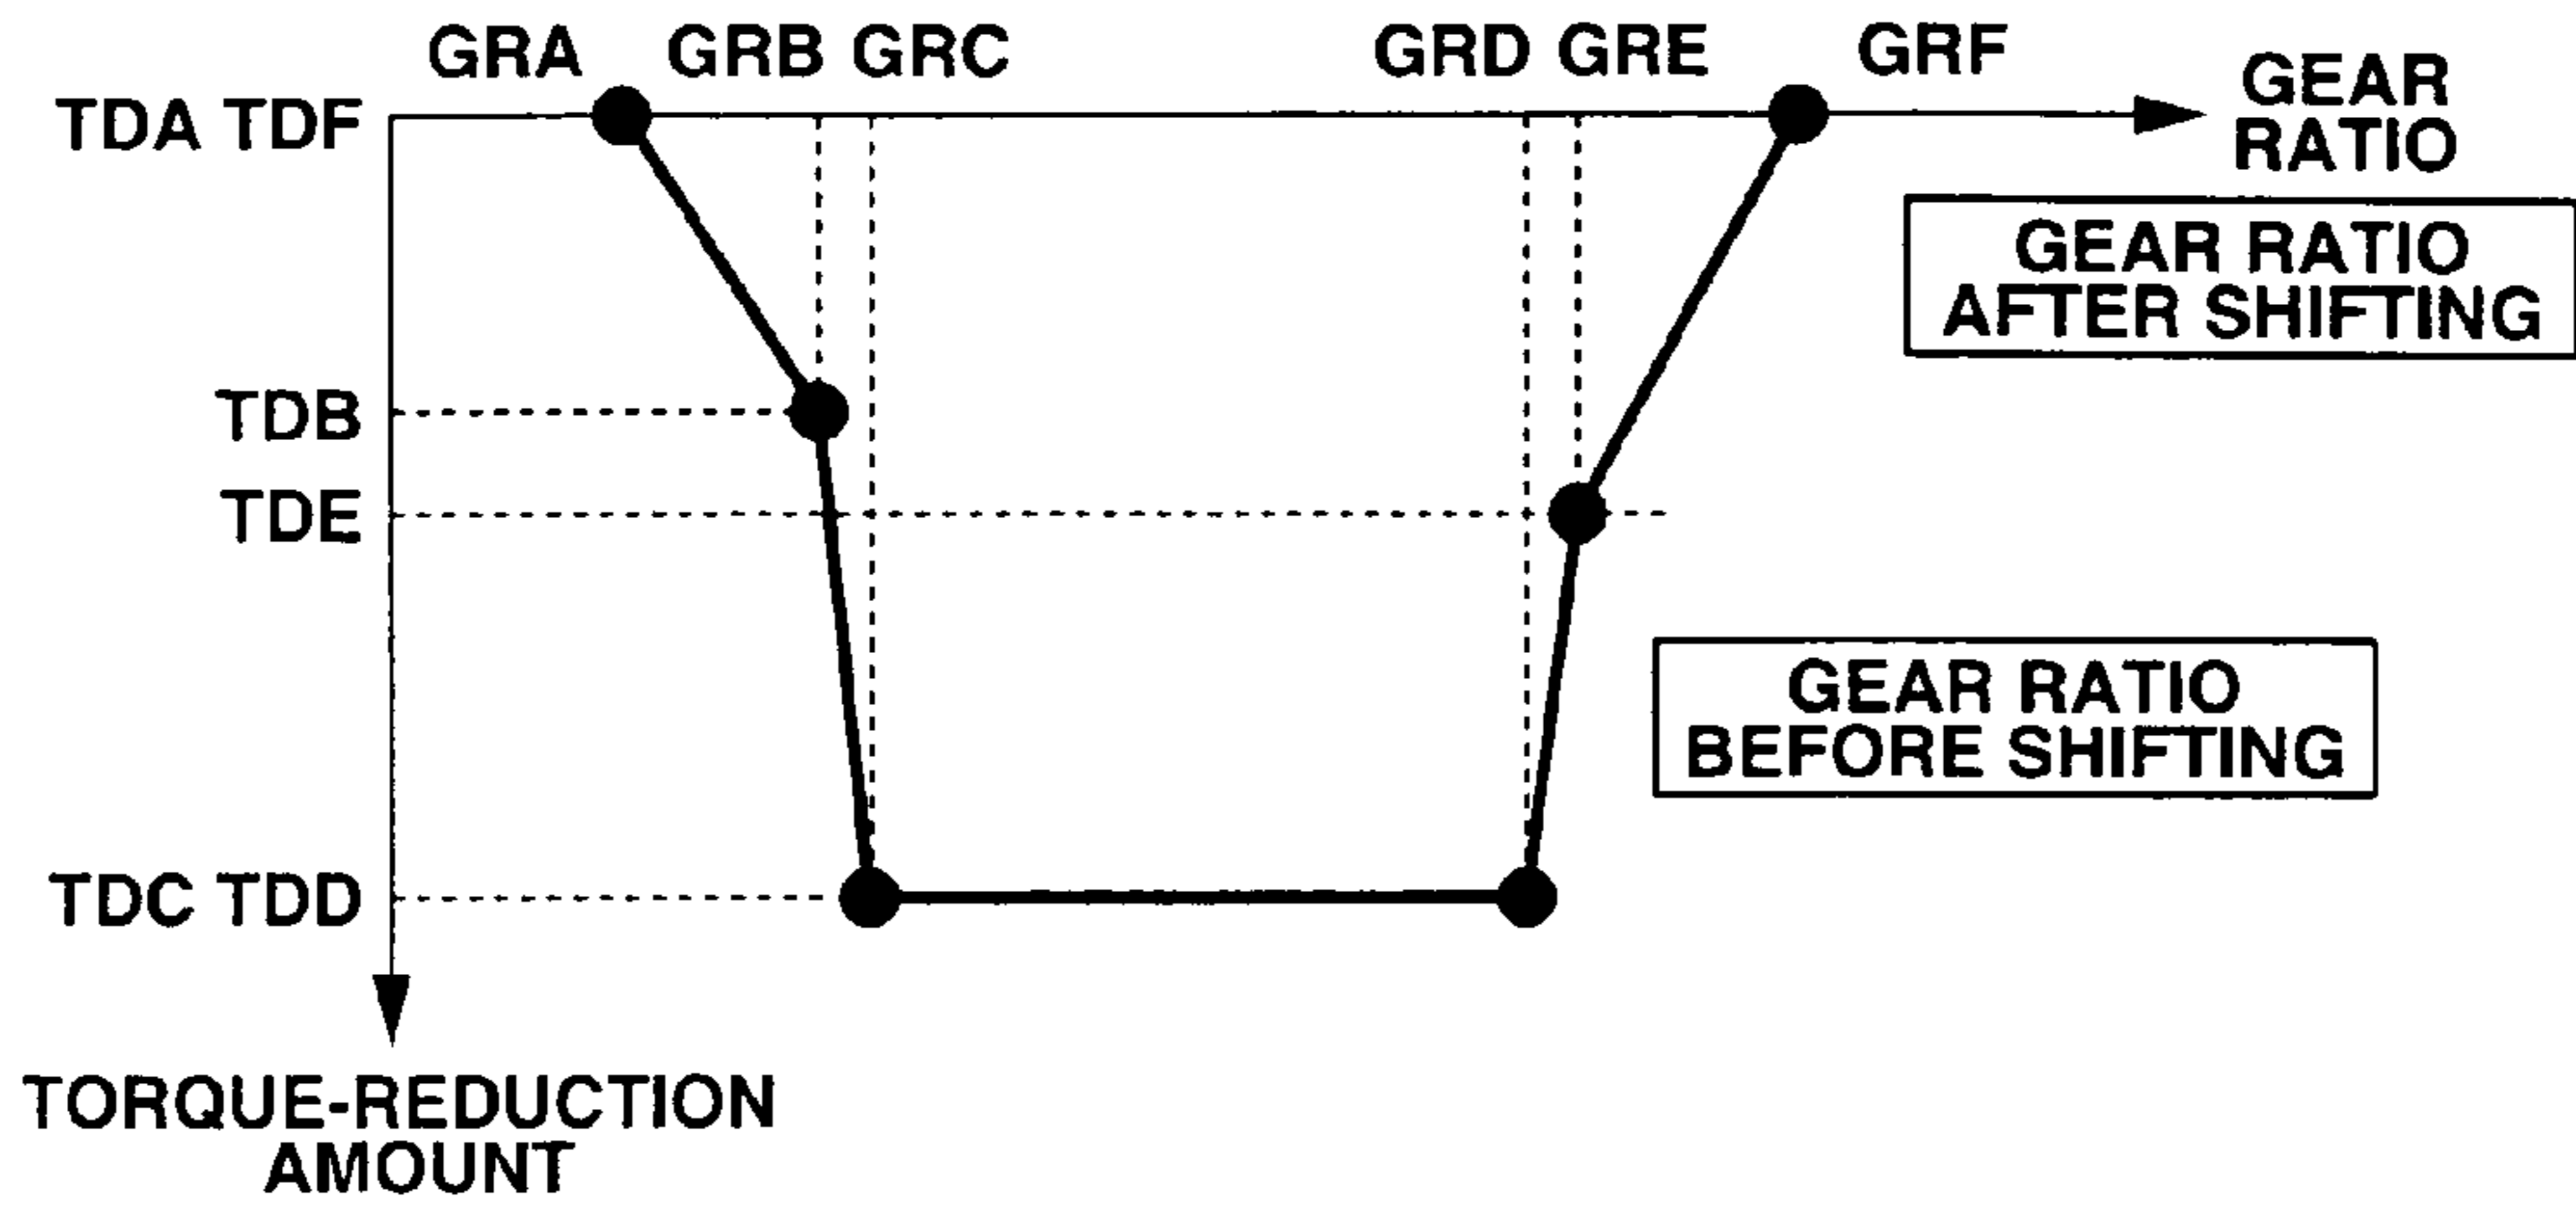 GRA GRB GRC GRD GRE GRF
GEAR
RATIO
TDA TDF
GEAR RATIO
AFTER SHIFTING
TDB
TDE
GEAR RATIO
BEFORE SHIFTING
TDC TDD
TORQUE-REDUCTION
AMOUNT